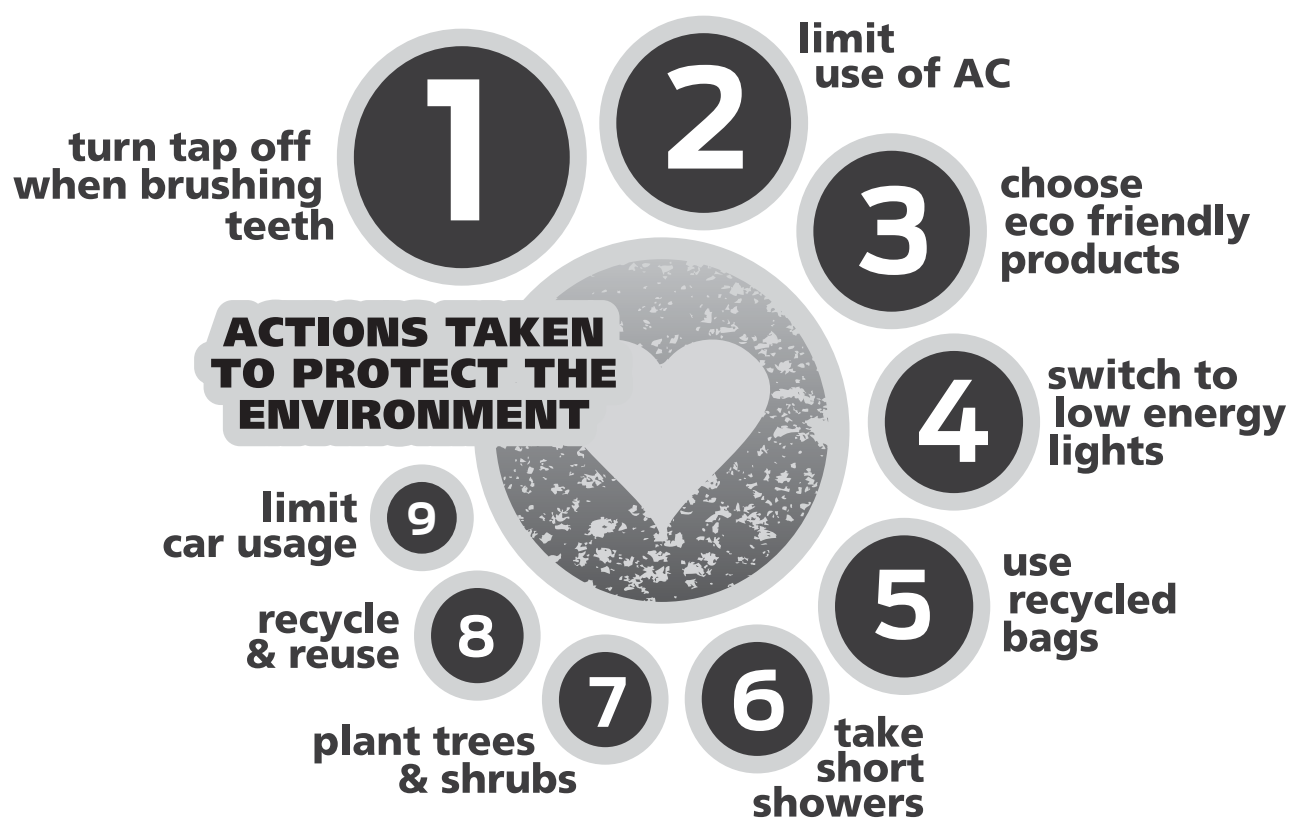 ACTIONS TAKEN
TO PROTECT THE
ENVIRONMENT
1
turn tap off
when brushing
teeth
2
limit
use of AC
3
choose
eco friendly
products
4
switch to
low energy
lights
5
use
recycled
bags
6
take
short
showers
7
plant trees
& shrubs
8
recycle
& reuse
9
limit
car usage